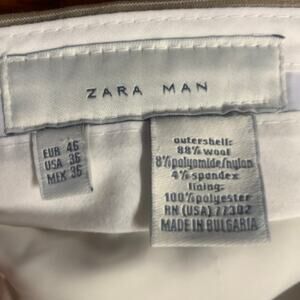 ZARA MAN
EUR 46
USA 36
MEX 36
outershell:
88% wool
8% polyomide/nylon
4% spandex
lining:
100% polyester
RN (USA) 77302
MADE IN BULGARIA